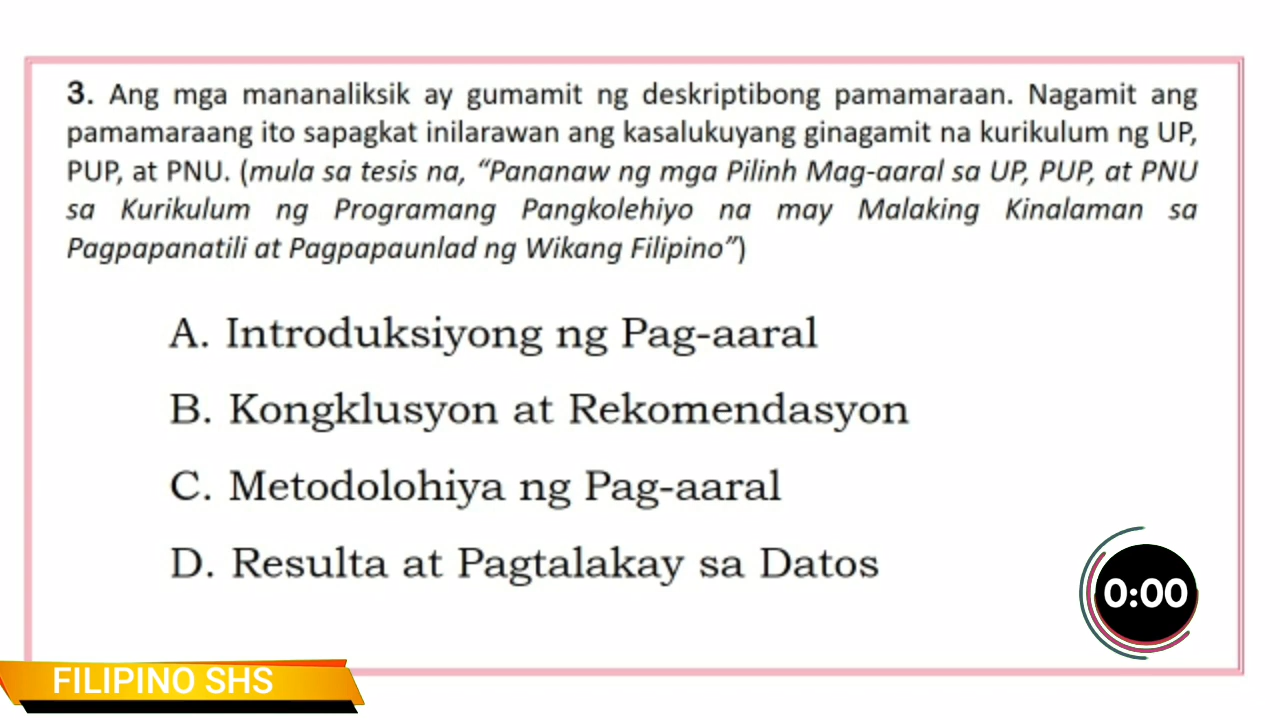 3. Ang mga mananaliksik ay gumamit ng deskriptibong pamamaraan. Nagamit ang
pamamaraang ito sapagkat inilarawan ang kasalukuyang ginagamit na kurikulum ng UP,
PUP, at PNU. (mula sa tesis na, “Pananaw ng mga Pilinh Mag-aaral sa UP, PUP, at PNU
sa Kurikulum ng Programang Pangkolehiyo na may Malaking Kinalaman sa
Pagpapanatili at Pagpapaunlad ng Wikang Filipino”)
A. Introduksiyong ng Pag-aaral
B. Kongklusyon at Rekomendasyon
C. Metodolohiya ng Pag-aaral
D. Resulta at Pagtalakay sa Datos
0:00
FILIPINO SHS